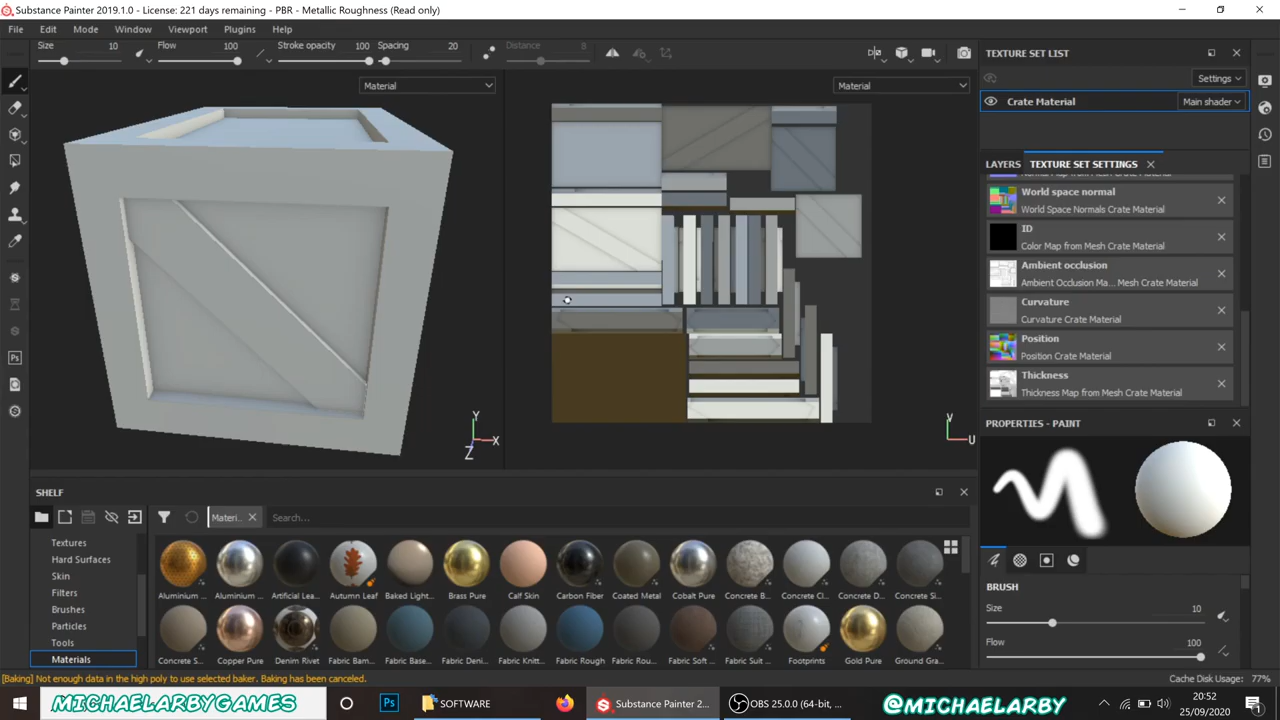 Substance Painter 2019.1.0 - License: 221 days remaining - PBR - Metallic Roughness (Read only)
File Edit Mode Window Viewport Plugins Help
Size 10 Flow 100 Stroke opacity 100 Spacing 20 Distance 8
Material Material
TEXTURE SET LIST
Settings
Crate Material Main shader
LAYERS TEXTURE SET SETTINGS
Normal Map from Mesh Crate Material
World space normal
World Space Normals Crate Material
ID
Color Map from Mesh Crate Material
Ambient occlusion
Ambient Occlusion Ma... Mesh Crate Material
Curvature
Curvature Crate Material
Position
Position Crate Material
Thickness
Thickness Map from Mesh Crate Material
Y
X
Z
V
U
PROPERTIES - PAINT
BRUSH
Size 10
Flow 100
SHELF
Materi... Search...
Textures
Hard Surfaces
Skin
Filters
Brushes
Particles
Tools
Materials
Aluminium ... Aluminium ... Artificial Lea... Autumn Leaf Baked Light... Brass Pure Calf Skin Carbon Fiber Coated Metal Cobalt Pure Concrete B... Concrete Cl... Concrete D... Concrete Si...
Concrete S... Copper Pure Denim Rivet Fabric Bam... Fabric Base... Fabric Deni... Fabric Knitt... Fabric Rough Fabric Rou... Fabric Soft ... Fabric Suit ... Footprints Gold Pure Ground Gra...
[Baking] Not enough data in the high poly to use selected baker. Baking has been canceled.
Cache Disk Usage: 77%
MICHAELARBYGAMES
Ps
SOFTWARE
Substance Painter 2...
OBS 25.0.0 (64-bit, ...
@MICHAELARBY
20:52
25/09/2020
1